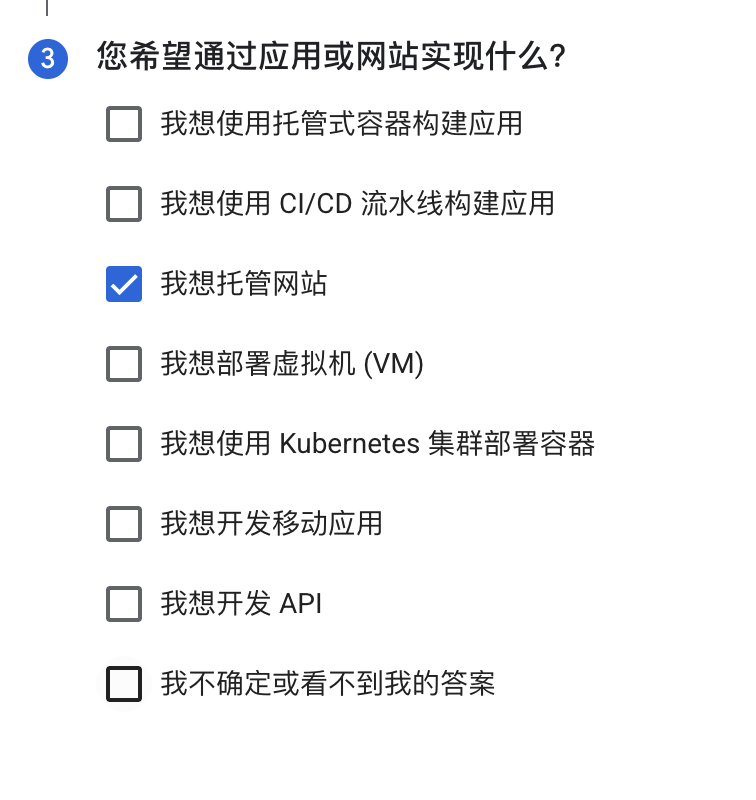 3 您希望通过应用或网站实现什么?
我想使用托管式容器构建应用
我想使用 CI/CD 流水线构建应用
我想托管网站
我想部署虚拟机 (VM)
我想使用 Kubernetes 集群部署容器
我想开发移动应用
我想开发 API
我不确定或看不到我的答案